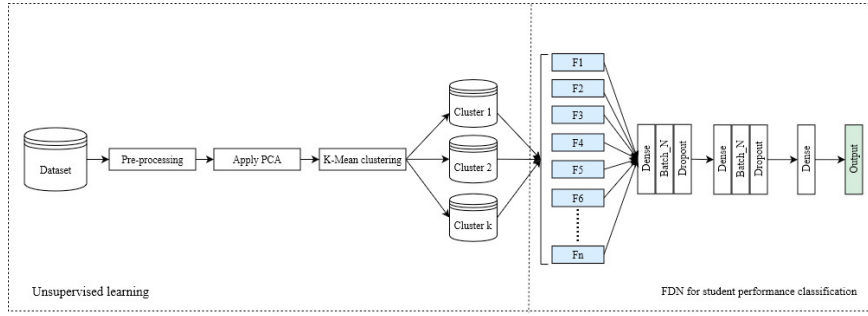 Dataset
Pre-processing
Apply PCA
K-Mean clustering
Cluster 1
Cluster 2
Cluster k
Unsupervised learning
F1
F2
F3
F4
F5
F6
Fn
Dense
Batch_N
Dropout
Dense
Batch_N
Dropout
Dense
Output
FDN for student performance classification